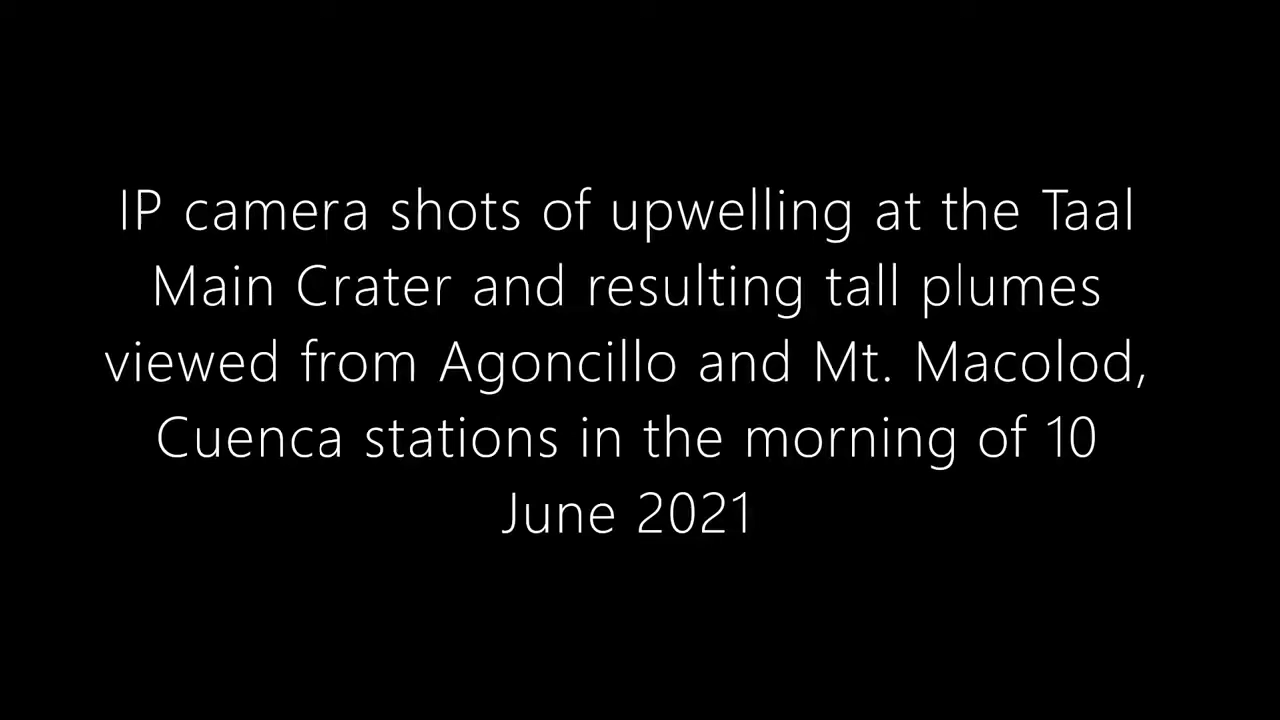 IP camera shots of upwelling at the Taal
Main Crater and resulting tall plumes
viewed from Agoncillo and Mt. Macolod,
Cuenca stations in the morning of 10
June 2021